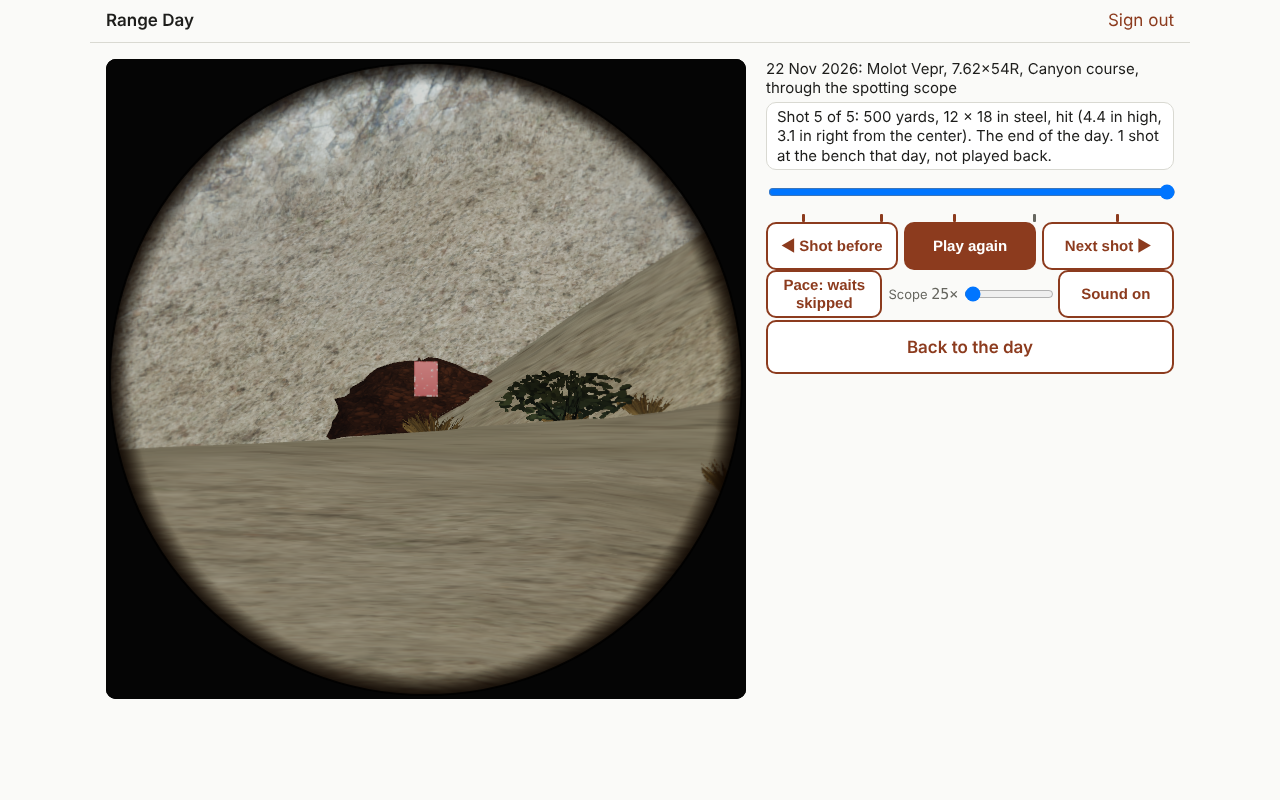 Range Day
Sign out
22 Nov 2026: Molot Vepr, 7.62×54R, Canyon course,
through the spotting scope
Shot 5 of 5: 500 yards, 12 × 18 in steel, hit (4.4 in high,
3.1 in right from the center). The end of the day. 1 shot
at the bench that day, not played back.
◀ Shot before
Play again
Next shot ▶
Pace: waits
skipped
Scope 25×
Sound on
Back to the day